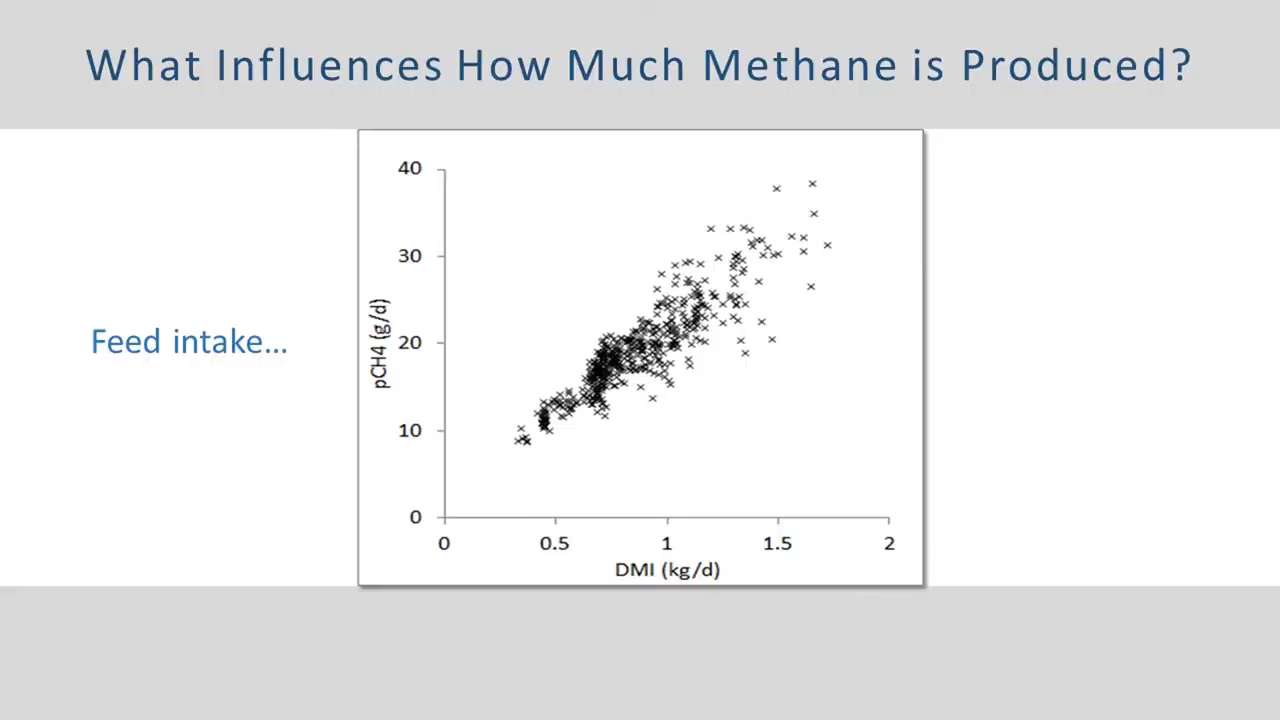 What Influences How Much Methane is Produced?
Feed intake...
pCH4 (g/d)
40
30
20
10
0
0 0.5 1 1.5 2
DMI (kg/d)